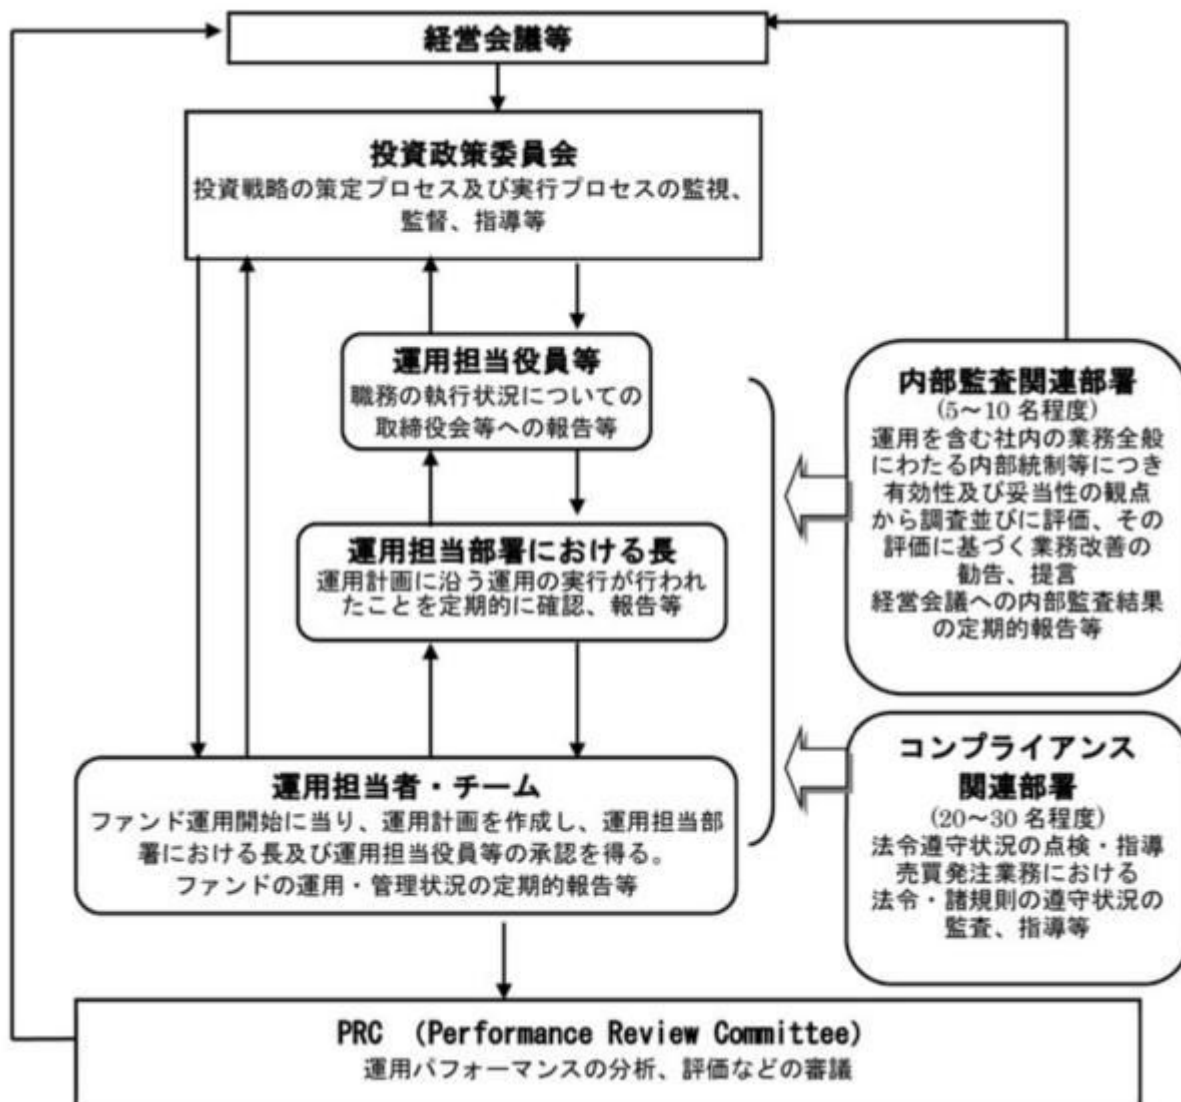 経営会議等
投資政策委員会
投資戦略の策定プロセス及び実行プロセスの監視、
監督、指導等
運用担当役員等
職務の執行状況についての
取締役会等への報告等
運用担当部署における長
運用計画に沿う運用の実行が行われ
たことを定期的に確認、報告等
運用担当者・チーム
ファンド運用開始に当り、運用計画を作成し、運用担当部
署における長及び運用担当役員等の承認を得る。
ファンドの運用・管理状況の定期的報告等
内部監査関連部署
(5～10 名程度)
運用を含む社内の業務全般
にわたる内部統制等につき
有効性及び妥当性の観点
から調査並びに評価、その
評価に基づく業務改善の
勧告、提言
経営会議への内部監査結果
の定期的報告等
コンプライアンス
関連部署
(20～30 名程度)
法令遵守状況の点検・指導
売買発注業務における
法令・諸規則の遵守状況の
監査、指導等
PRC (Performance Review Committee)
運用パフォーマンスの分析、評価などの審議